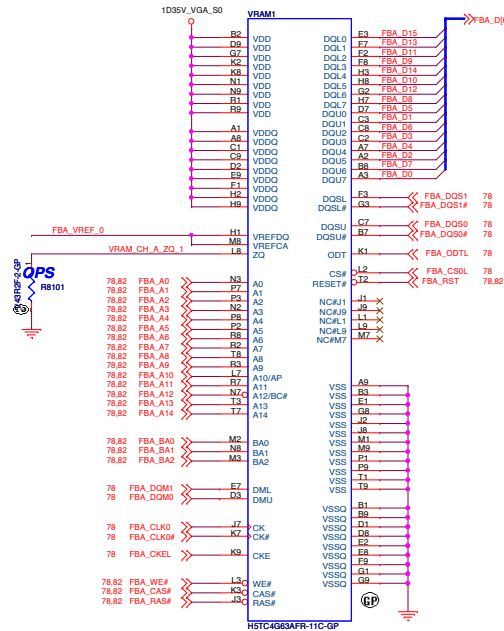 1D35V_VGA_S0
VRAM1
B2 VDD DQL0 E3 FBA_D15
D9 VDD DQL1 F7 FBA_D13
G7 VDD DQL2 F2 FBA_D11
K2 VDD DQL3 F8 FBA_D9
K8 VDD DQL4 H3 FBA_D14
N1 VDD DQL5 H8 FBA_D10
N9 VDD DQL6 G2 FBA_D12
R1 VDD DQL7 H7 FBA_D8
R9 VDD DQU0 D7 FBA_D5
DQU1 C3 FBA_D1
A1 VDDQ DQU2 C8 FBA_D6
A8 VDDQ DQU3 C2 FBA_D3
C1 VDDQ DQU4 A7 FBA_D4
C9 VDDQ DQU5 A2 FBA_D2
D2 VDDQ DQU6 B8 FBA_D7
E9 VDDQ DQU7 A3 FBA_D0
F1 VDDQ
H2 VDDQ DQSL F3 FBA_DQS1 78
H9 VDDQ DQSL# G3 FBA_DQS1# 78
DQSU C7 FBA_DQS0 78
FBA_VREF_0 H1 VREFDQ DQSU# B7 FBA_DQS0# 78
M8 VREFCA
VRAM_CH_A_ZQ_1 L8 ZQ ODT K1 FBA_ODTL 78
OPS
R8101
CS# L2 FBA_CS0L 78
78,82 FBA_A0 N3 A0 RESET# T2 FBA_RST 78,82
78,82 FBA_A1 P7 A1
78,82 FBA_A2 P3 A2 NC#J1 J1
78,82 FBA_A3 N2 A3 NC#J9 J9
78,82 FBA_A4 P8 A4 NC#L1 L1
78,82 FBA_A5 P2 A5 NC#L9 L9
78,82 FBA_A6 R8 A6 NC#M7 M7
78,82 FBA_A7 R2 A7
78,82 FBA_A8 T8 A8
78,82 FBA_A9 R3 A9
78,82 FBA_A10 L7 A10/AP
78,82 FBA_A11 R7 A11 VSS A9
78,82 FBA_A12 N7 A12/BC# VSS B3
78,82 FBA_A13 T3 A13 VSS E1
78,82 FBA_A14 T7 A14 VSS G8
VSS J2
VSS J8
78,82 FBA_BA0 M2 BA0 VSS M1
78,82 FBA_BA1 N8 BA1 VSS M9
78,82 FBA_BA2 M3 BA2 VSS P1
VSS P9
VSS T1
78 FBA_DQM1 E7 DML VSS T9
78 FBA_DQM0 D3 DMU
VSSQ B1
VSSQ B9
78 FBA_CLK0 J7 CK VSSQ D1
78 FBA_CLK0# K7 CK# VSSQ D8
VSSQ E2
78 FBA_CKEL K9 CKE VSSQ E8
VSSQ F9
VSSQ G1
78,82 FBA_WE# L3 WE# VSSQ G9
78,82 FBA_CAS# K3 CAS#
78,82 FBA_RAS# J3 RAS#
GP
H5TC4G63AFR-11C-GP